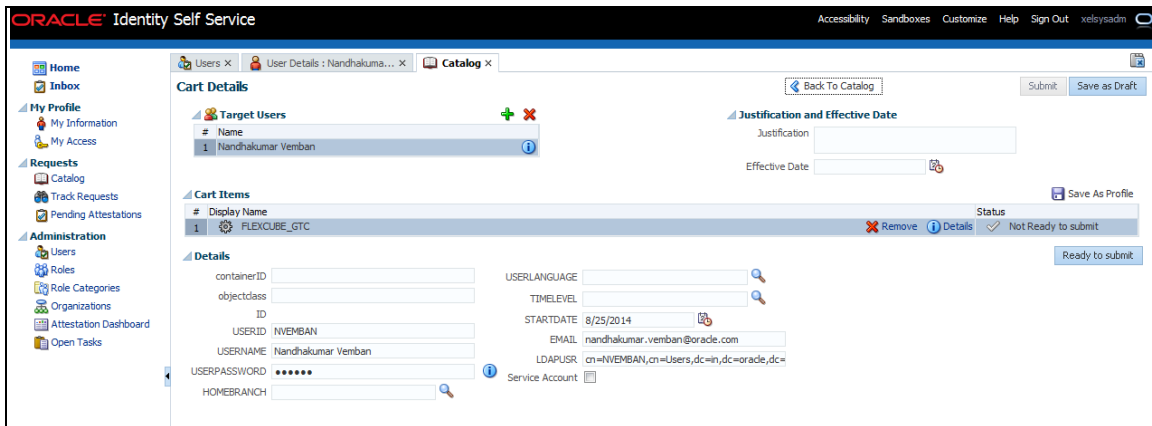 ORACLE® Identity Self Service
Accessibility Sandboxes Customize Help Sign Out xelsysadm
Home
Inbox
My Profile
My Information
My Access
Requests
Catalog
Track Requests
Pending Attestations
Administration
Users
Roles
Role Categories
Organizations
Attestation Dashboard
Open Tasks
Users × User Details : Nandhakuma... × Catalog ×
Cart Details Back To Catalog Submit Save as Draft
Target Users
# Name
1 Nandhakumar Vemban
Justification and Effective Date
Justification
Effective Date
Cart Items Save As Profile
# Display Name Status
1 FLEXCUBE_GTC Remove Details Not Ready to submit
Details Ready to submit
containerID
objectclass
ID
USERID NVEMBAN
USERNAME Nandhakumar Vemban
USERPASSWORD ●●●●●●
HOMEBRANCH
USERLANGUAGE
TIMELEVEL
STARTDATE 8/25/2014
EMAIL nandhakumar.vemban@oracle.com
LDAPUSR cn=NVEMBAN,cn=Users,dc=in,dc=oracle,dc=
Service Account